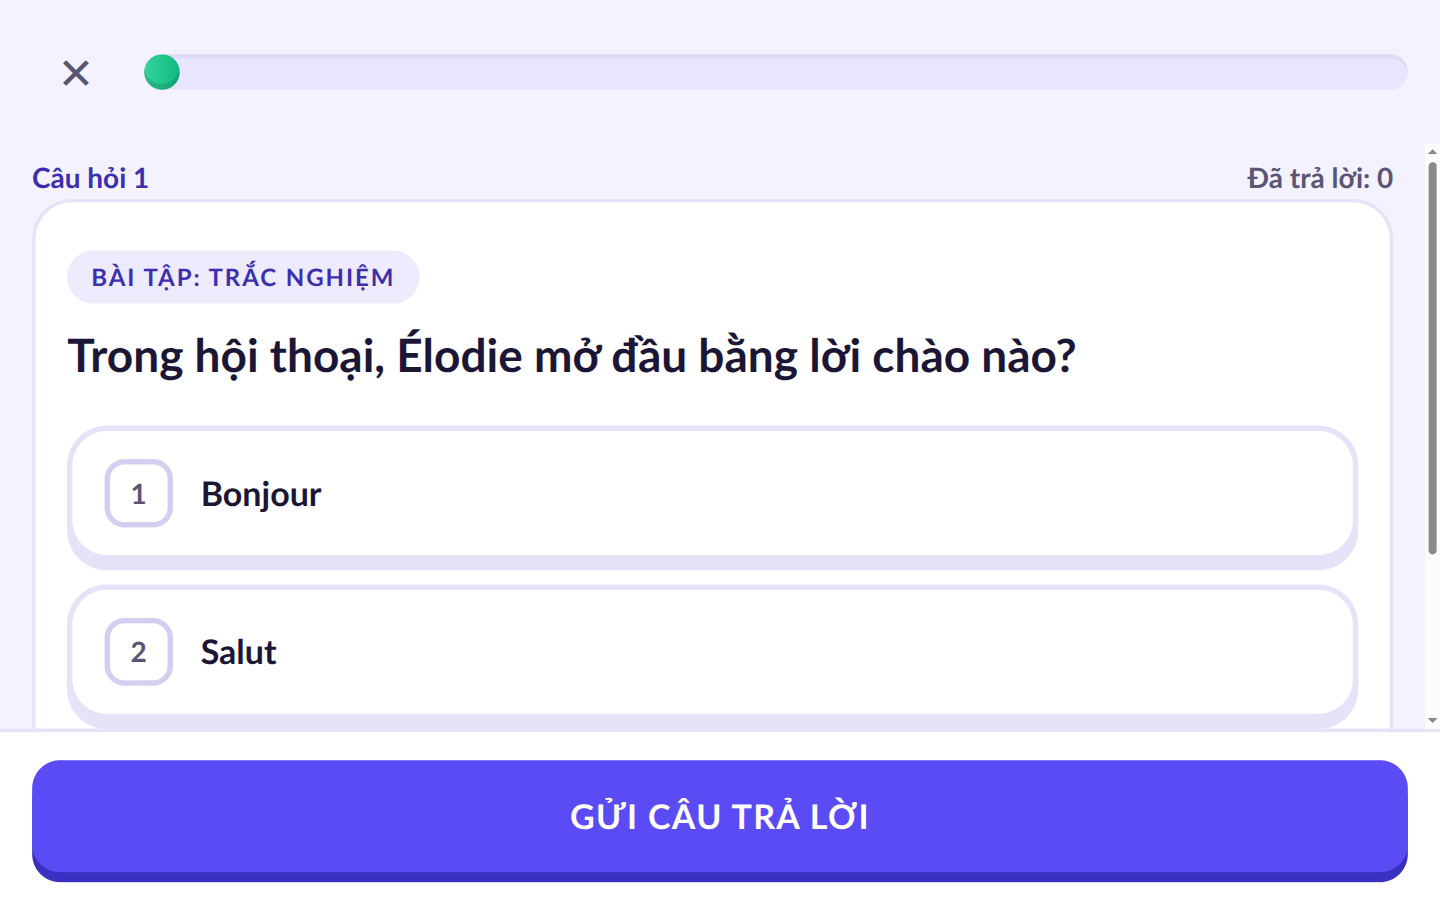 Câu hỏi 1
Đã trả lời: 0
BÀI TẬP: TRẮC NGHIỆM
Trong hội thoại, Élodie mở đầu bằng lời chào nào?
1 Bonjour
2 Salut
GỬI CÂU TRẢ LỜI